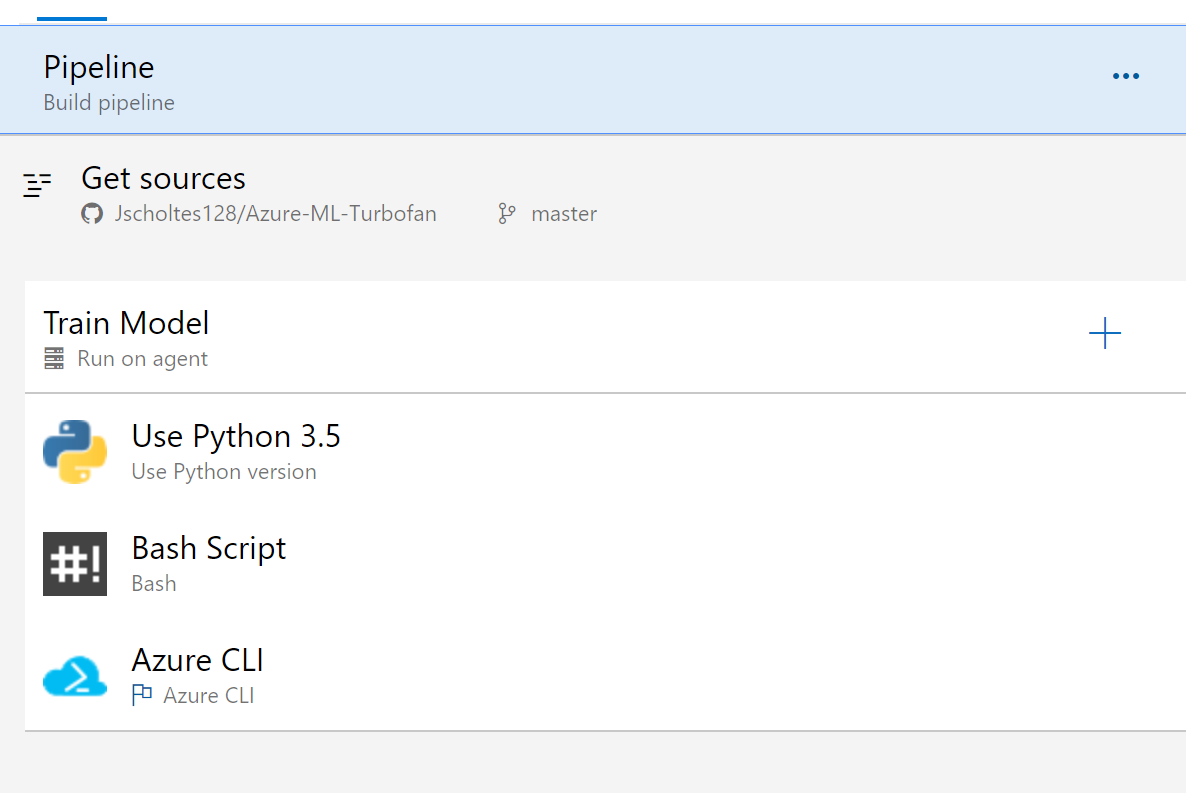 Pipeline
Build pipeline
Get sources
Jscholtes128/Azure-ML-Turbofan master
Train Model
Run on agent
Use Python 3.5
Use Python version
#!
Bash Script
Bash
Azure CLI
Azure CLI